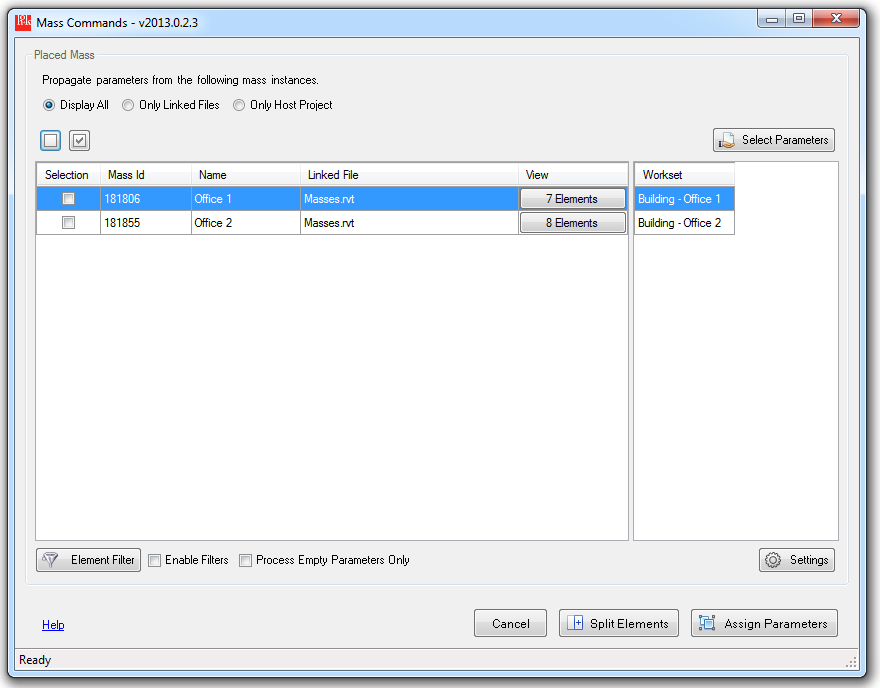 Mass Commands - v2013.0.2.3
Placed Mass
Propagate parameters from the following mass instances.
Display All Only Linked Files Only Host Project
Select Parameters
Selection Mass Id Name Linked File View Workset
181806 Office 1 Masses.rvt 7 Elements Building - Office 1
181855 Office 2 Masses.rvt 8 Elements Building - Office 2
Element Filter Enable Filters Process Empty Parameters Only Settings
Help Cancel Split Elements Assign Parameters
Ready